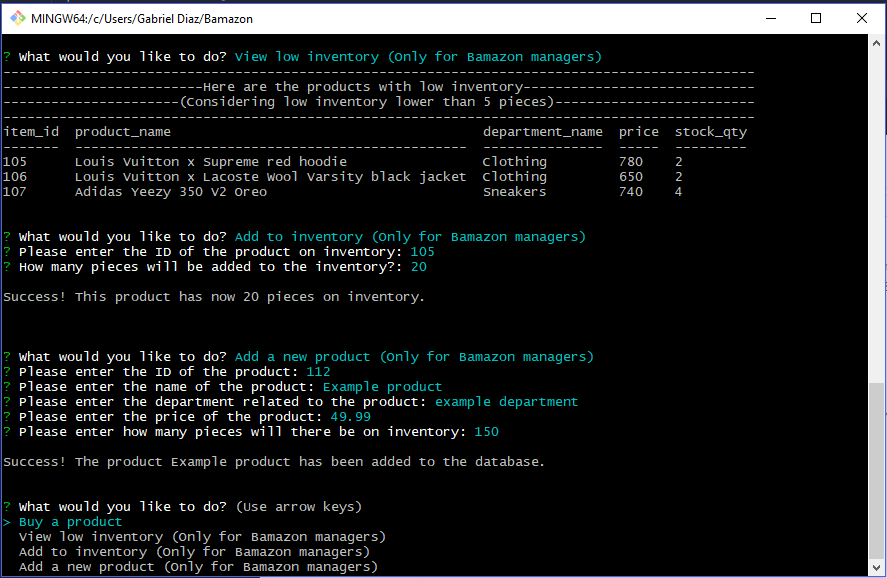 MINGW64:/c/Users/Gabriel Diaz/Bamazon
? What would you like to do? View low inventory (Only for Bamazon managers)
----------------------------------------------------------------------------------------------
-------------------------Here are the products with low inventory-----------------------------
----------------------(Considering low inventory lower than 5 pieces)-------------------------
----------------------------------------------------------------------------------------------
item_id  product_name                                       department_name  price  stock_qty
-------  -------------------------------------------------  ---------------  -----  ---------
105      Louis Vuitton x Supreme red hoodie                 Clothing         780    2
106      Louis Vuitton x Lacoste Wool Varsity black jacket  Clothing         650    2
107      Adidas Yeezy 350 V2 Oreo                           Sneakers         740    4
? What would you like to do? Add to inventory (Only for Bamazon managers)
? Please enter the ID of the product on inventory: 105
? How many pieces will be added to the inventory?: 20
Success! This product has now 20 pieces on inventory.
? What would you like to do? Add a new product (Only for Bamazon managers)
? Please enter the ID of the product: 112
? Please enter the name of the product: Example product
? Please enter the department related to the product: example department
? Please enter the price of the product: 49.99
? Please enter how many pieces will there be on inventory: 150
Success! The product Example product has been added to the database.
? What would you like to do? (Use arrow keys)
> Buy a product
View low inventory (Only for Bamazon managers)
Add to inventory (Only for Bamazon managers)
Add a new product (Only for Bamazon managers)